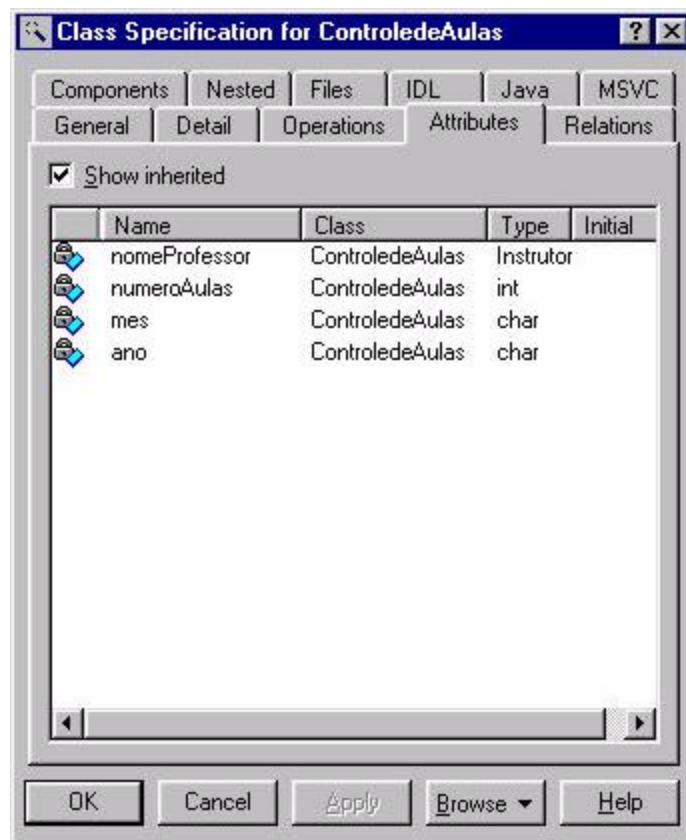 Class Specification for ControledeAulas
Components Nested Files IDL Java MSVC
General Detail Operations Attributes Relations
Show inherited
Name Class Type Initial
nomeProfessor ControledeAulas Instrutor
numeroAulas ControledeAulas int
mes ControledeAulas char
ano ControledeAulas char
OK Cancel Apply Browse Help